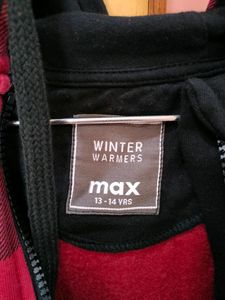 WINTER
WARMERS
max
13-14 YRS